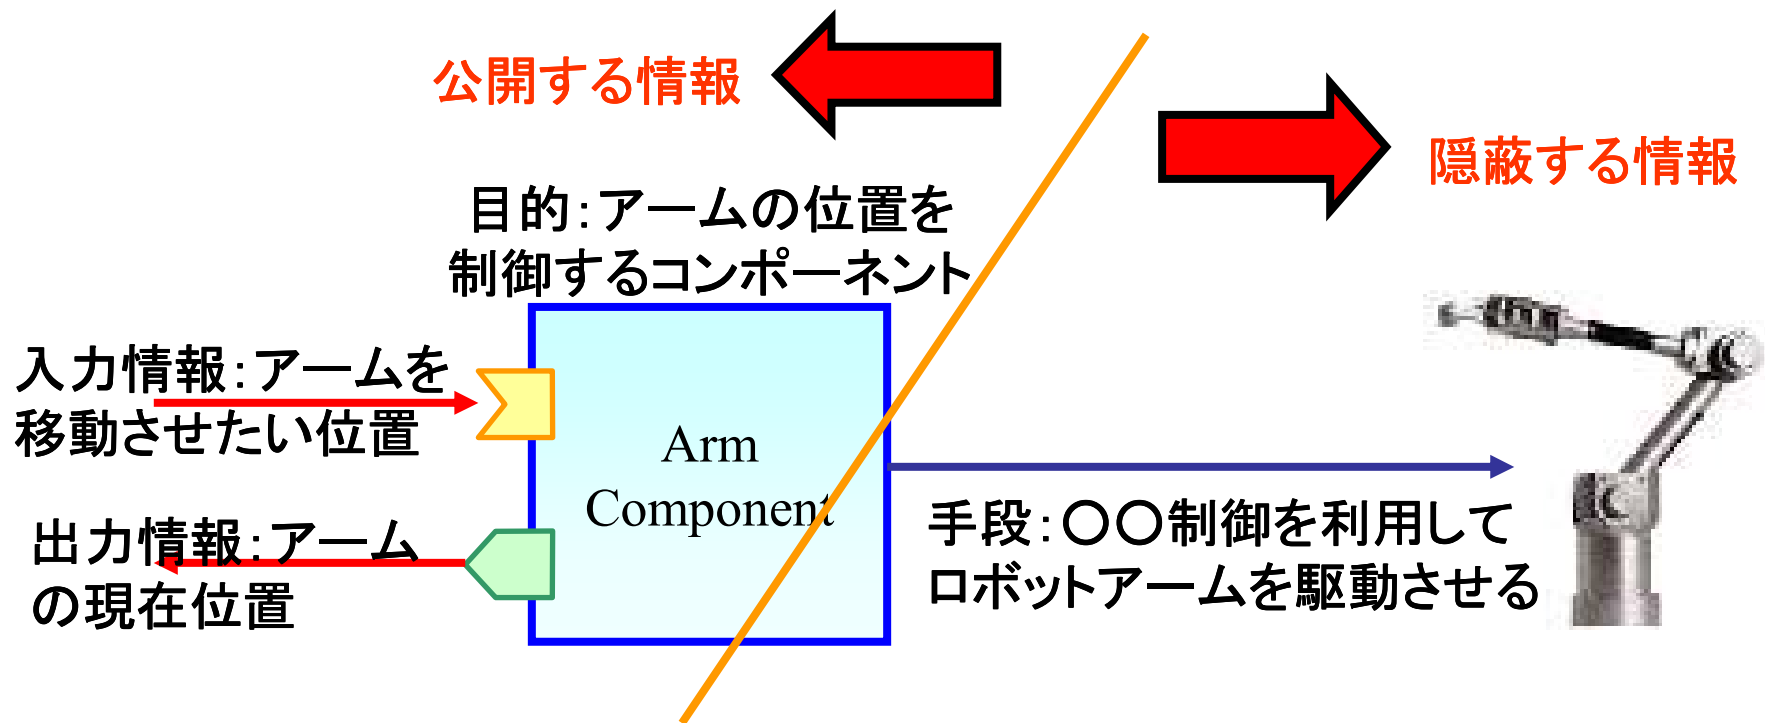 公開する情報
隠蔽する情報
目的：アームの位置を
制御するコンポーネント
入力情報：アームを
移動させたい位置
Arm
Component
出力情報：アーム
の現在位置
手段：〇〇制御を利用して
ロボットアームを駆動させる